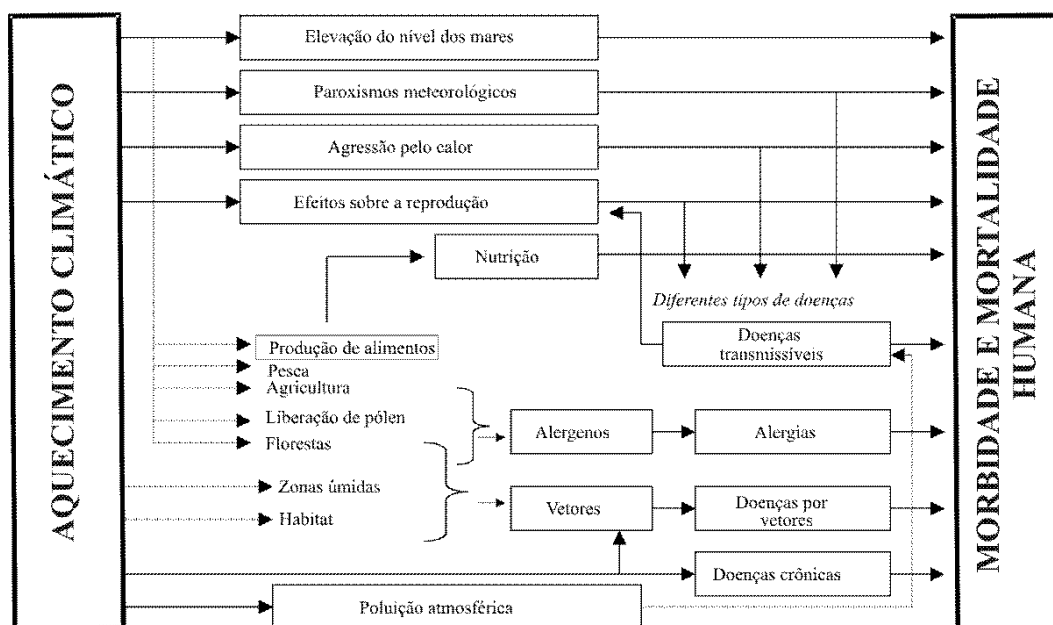 AQUECIMENTO CLIMÁTICO
Elevação do nível dos mares
Paroxismos meteorológicos
Agressão pelo calor
Efeitos sobre a reprodução
Nutrição
Diferentes tipos de doenças
Doenças
transmissíveis
Produção de alimentos
Pesca
Agricultura
Liberação de pólen
Florestas
Alergenos
Alergias
Zonas úmidas
Habitat
Vetores
Doenças por
vetores
Doenças crônicas
Poluição atmosférica
MORBIDADE E MORTALIDADE
HUMANA